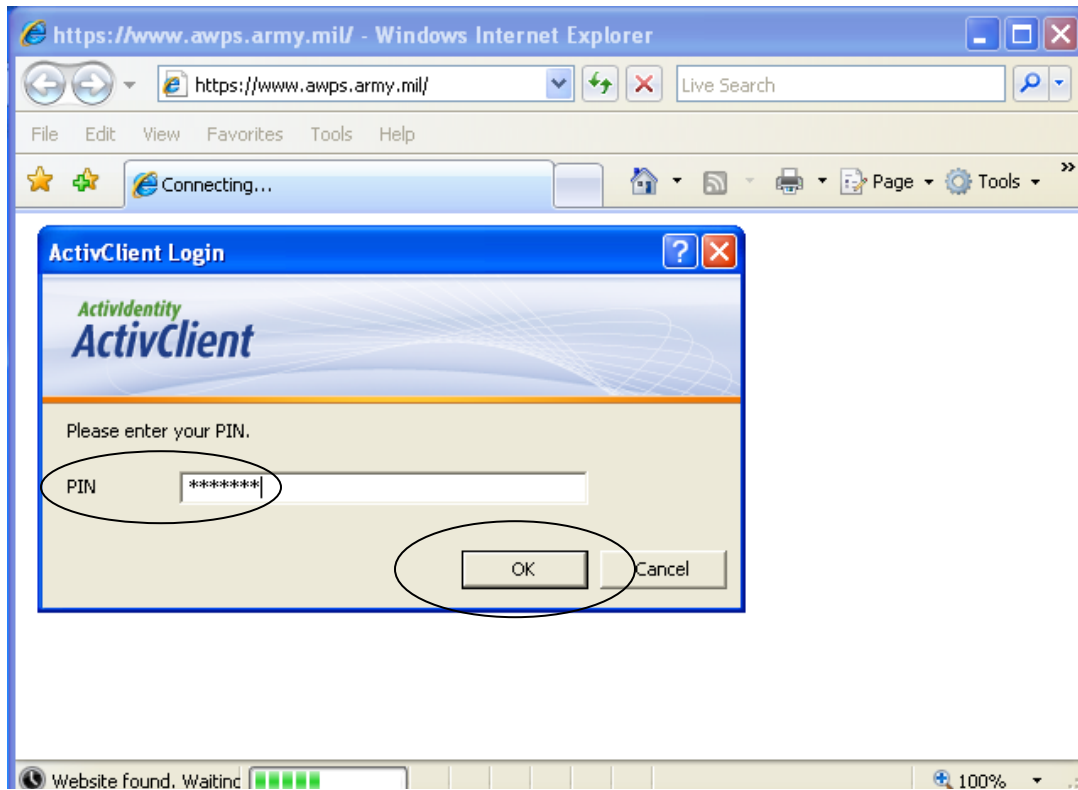 https://www.awps.army.mil/ - Windows Internet Explorer
https://www.awps.army.mil/ Live Search
File Edit View Favorites Tools Help
Connecting... Page Tools »
ActivClient Login
ActivIdentity
ActivClient
Please enter your PIN.
PIN *******
OK Cancel
Website found. Waiting 100%